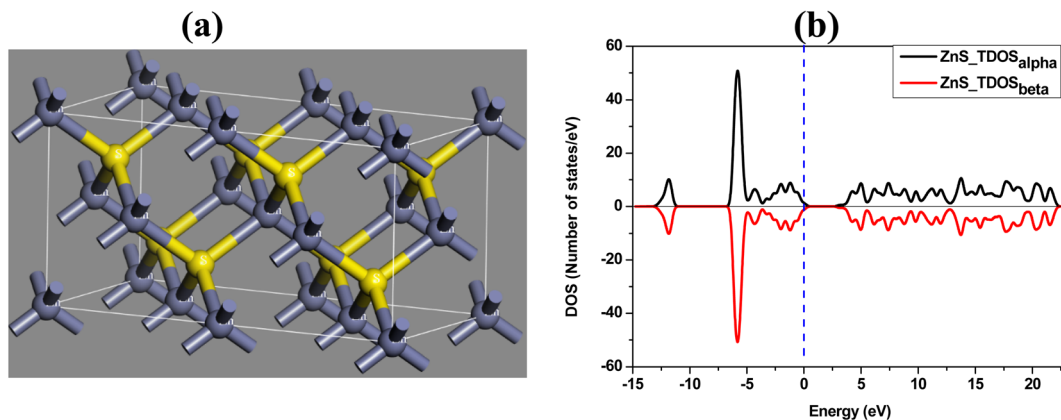 (a)
(b)
ZnS_TDOSalpha
ZnS_TDOSbeta
60
40
20
0
-20
-40
-60
DOS (Number of states/eV)
-15
-10
-5
0
5
10
15
20
Energy (eV)
S
S
S
S